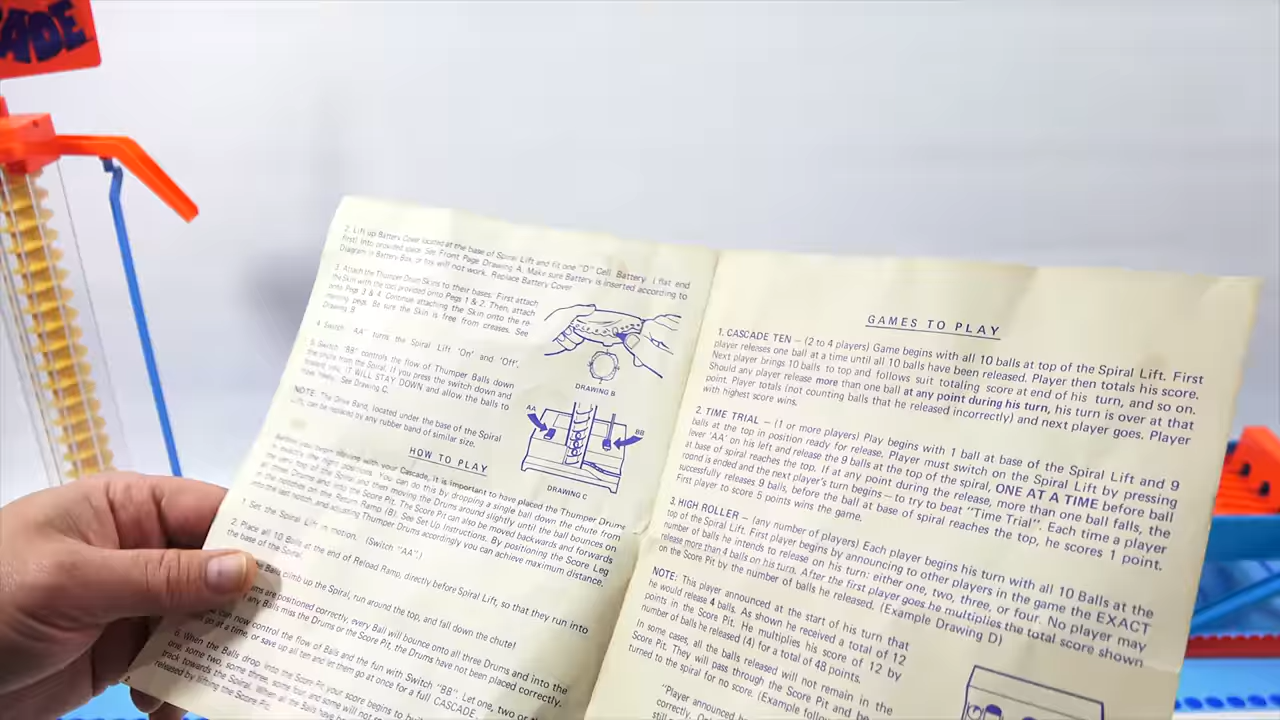 ADE
2. Lift up Battery Cover located at the base of Spiral Lift and fit one "D" Cell Battery ( flat end
first) into provided space. See Front Page Drawing A. Make sure Battery is inserted according to
Diagram in Battery Box or toy will not work. Replace Battery Cover
3. Attach the Thumper Drum Skins to their bases. First attach
the Skin with the tool provided onto Pegs 1 & 2. Then, attach
onto Pegs 3 & 4. Continue attaching the Skin onto the re-
maining pegs. Be sure the Skin is free from creases. See
Drawing B
DRAWING B
4. Switch "AA" turns the Spiral Lift 'On' and 'Off'.
5. Switch "BB" controls the flow of Thumper Balls down
the chute from the Spiral. If you press the switch down and
IT WILL STAY DOWN and allow the balls to
See Drawing C.
NOTE: The Drive Band, located under the base of the Spiral
Lift, can be replaced by any rubber band of similar size.
AA
BB
DRAWING C
HOW TO PLAY
Before you begin working with your Cascade, it is important to have placed the Thumper Drums
You can do this by dropping a single ball down the chute from
and then moving the Drums around slightly until the ball bounces on
and into the Score Pit. The Score Pit can also be moved backwards and forwards
the Return Ramp (B). See Set Up Instructions. By positioning the Score Leg
into the last notch and adjusting Thumper Drums accordingly you can achieve maximum distance.
1. Set the Spiral Lift in motion. (Switch "AA".)
2. Place all 10 Balls at the end of Reload Ramp, directly before Spiral Lift, so that they run into
the base of the Spiral.
Balls climb up the Spiral, run around the top, and fall down the chute!
are positioned correctly, every Ball will bounce onto all three Drums and into the
any Balls miss the Drums or the Score Pit, the Drums have not been placed correctly.
can now control the flow of Balls and the fun with Switch "BB". Let one, two or
go at a time, or save up all ten and let them go at once for a full CASCADE.
6. When the Balls drop into the Score Pit your score begins to
one, some two, some three, some four and some will not
track towards the Spiral. When
released by lifting the Score Pit.
GAMES TO PLAY
1. CASCADE TEN – (2 to 4 players) Game begins with all 10 balls at top of the Spiral Lift. First
player releases one ball at a time until all 10 balls have been released. Player then totals his score.
Next player brings 10 balls to top and follows suit totaling score at end of his turn, and so on.
Should any player release more than one ball at any point during his turn, his turn is over at that
point. Player totals (not counting balls that he released incorrectly) and next player goes. Player
with highest score wins.
2. TIME TRIAL – (1 or more players) Play begins with 1 ball at base of the Spiral Lift and 9
balls at the top in position ready for release. Player must switch on the Spiral Lift by pressing
lever 'AA' on his left and release the 9 balls at the top of the spiral, ONE AT A TIME before ball
at base of spiral reaches the top. If at any point during the release, more than one ball falls, the
round is ended and the next player's turn begins – to try to beat "Time Trial". Each time a player
successfully releases 9 balls, before the ball at base of spiral reaches the top, he scores 1 point.
First player to score 5 points wins the game.
3. HIGH ROLLER – (any number of players) Each player begins his turn with all 10 Balls at the
top of the Spiral Lift. First player begins by announcing to other players in the game the EXACT
number of balls he intends to release on his turn: either one, two, three, or four. No player may
release more than 4 balls on his turn. After the first player goes he multiplies the total score shown
on the Score Pit by the number of balls he released. (Example Drawing D)
NOTE: This player announced at the start of his turn that
he would release 4 balls. As shown he received a total of 12
points in the Score Pit. He multiplies his score of 12 by
number of balls he released (4) for a total of 48 points.
In some cases, all the balls released will not remain in the
Score Pit. They will pass through the Score Pit and be
turned to the spiral for no score. (Example
"Player announced
correctly.